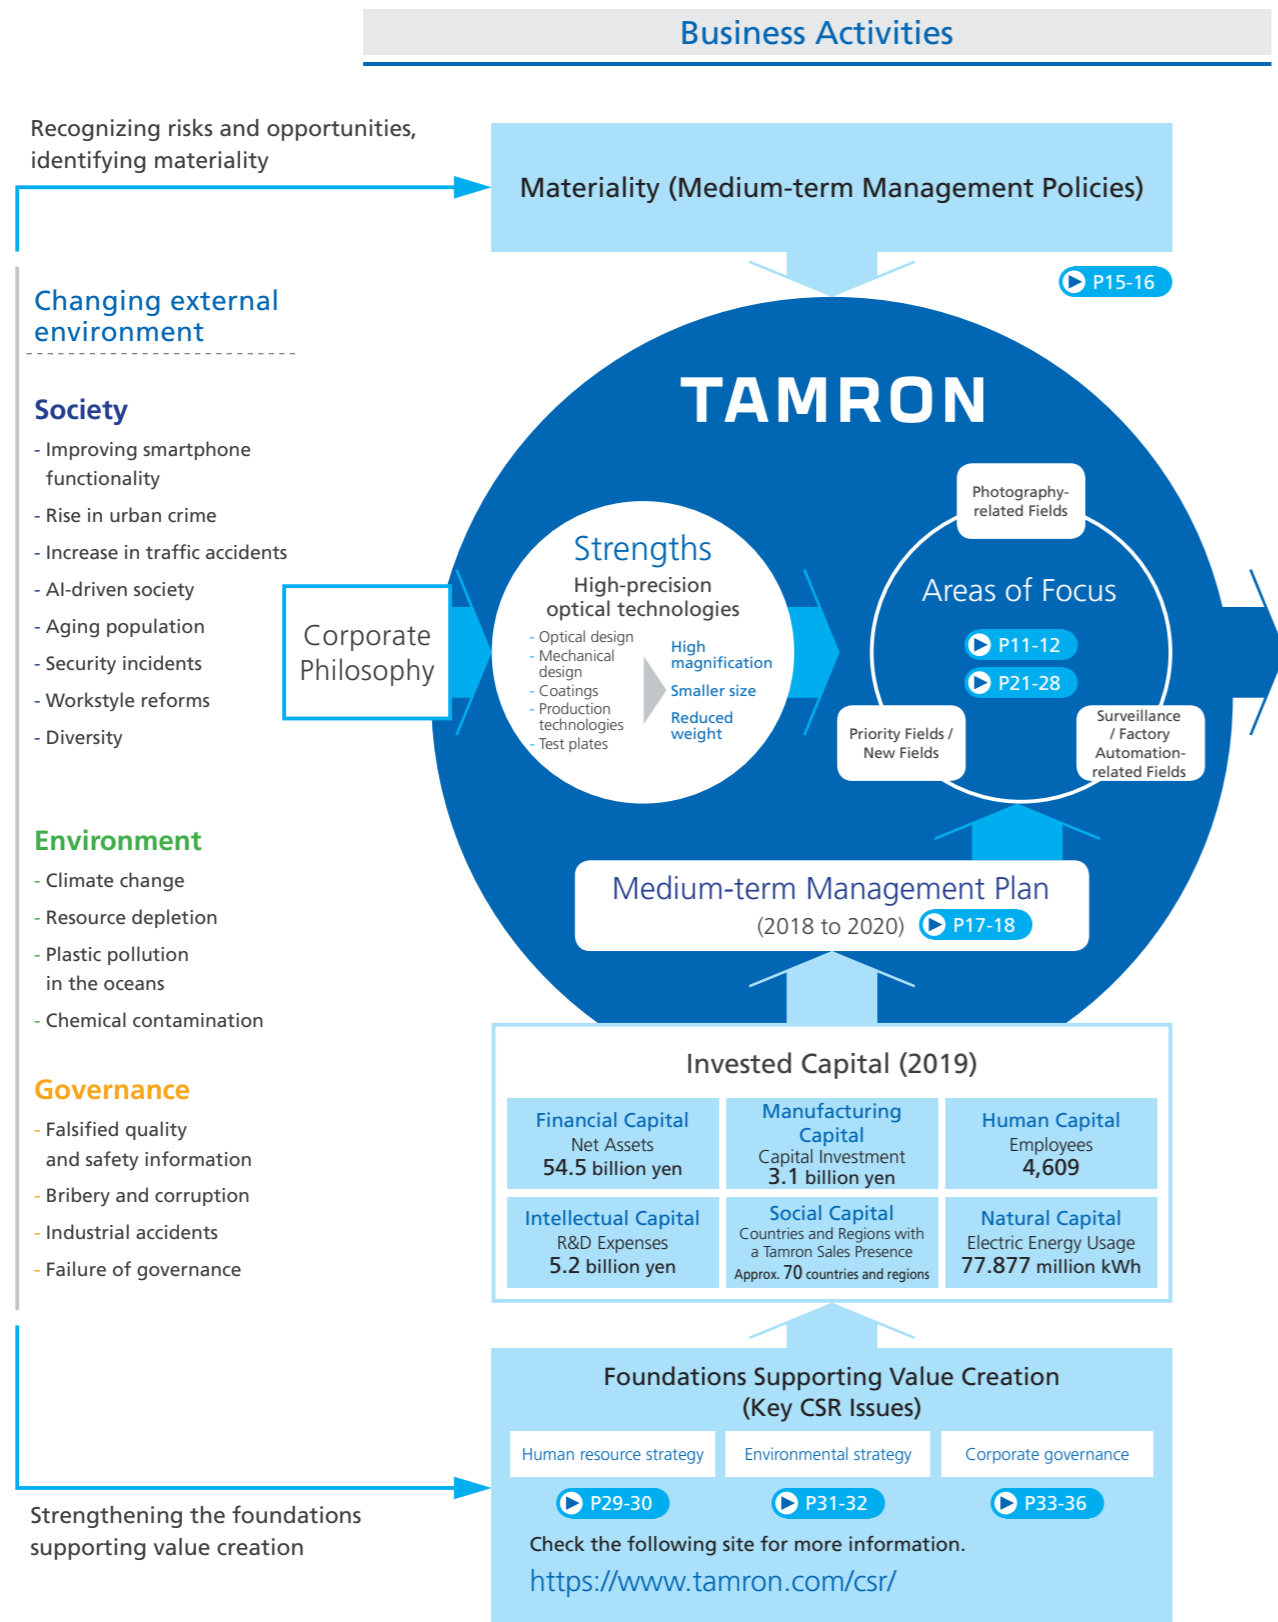 Business Activities
Recognizing risks and opportunities,
identifying materiality
Materiality (Medium-term Management Policies)
P15-16
Changing external
environment
Society
- Improving smartphone
functionality
- Rise in urban crime
- Increase in traffic accidents
- AI-driven society
- Aging population
- Security incidents
- Workstyle reforms
- Diversity
Environment
- Climate change
- Resource depletion
- Plastic pollution
in the oceans
- Chemical contamination
Governance
- Falsified quality
and safety information
- Bribery and corruption
- Industrial accidents
- Failure of governance
Corporate
Philosophy
TAMRON
Strengths
High-precision
optical technologies
- Optical design
- Mechanical
design
- Coatings
- Production
technologies
- Test plates
High
magnification
Smaller size
Reduced
weight
Photography-
related Fields
Areas of Focus
P11-12
P21-28
Priority Fields /
New Fields
Surveillance
/ Factory
Automation-
related Fields
Medium-term Management Plan
(2018 to 2020)
P17-18
Invested Capital (2019)
Financial Capital
Net Assets
54.5 billion yen
Manufacturing
Capital
Capital Investment
3.1 billion yen
Human Capital
Employees
4,609
Intellectual Capital
R&D Expenses
5.2 billion yen
Social Capital
Countries and Regions with
a Tamron Sales Presence
Approx. 70 countries and regions
Natural Capital
Electric Energy Usage
77.877 million kWh
Strengthening the foundations
supporting value creation
Foundations Supporting Value Creation
(Key CSR Issues)
Human resource strategy
Environmental strategy
Corporate governance
P29-30
P31-32
P33-36
Check the following site for more information.
https://www.tamron.com/csr/